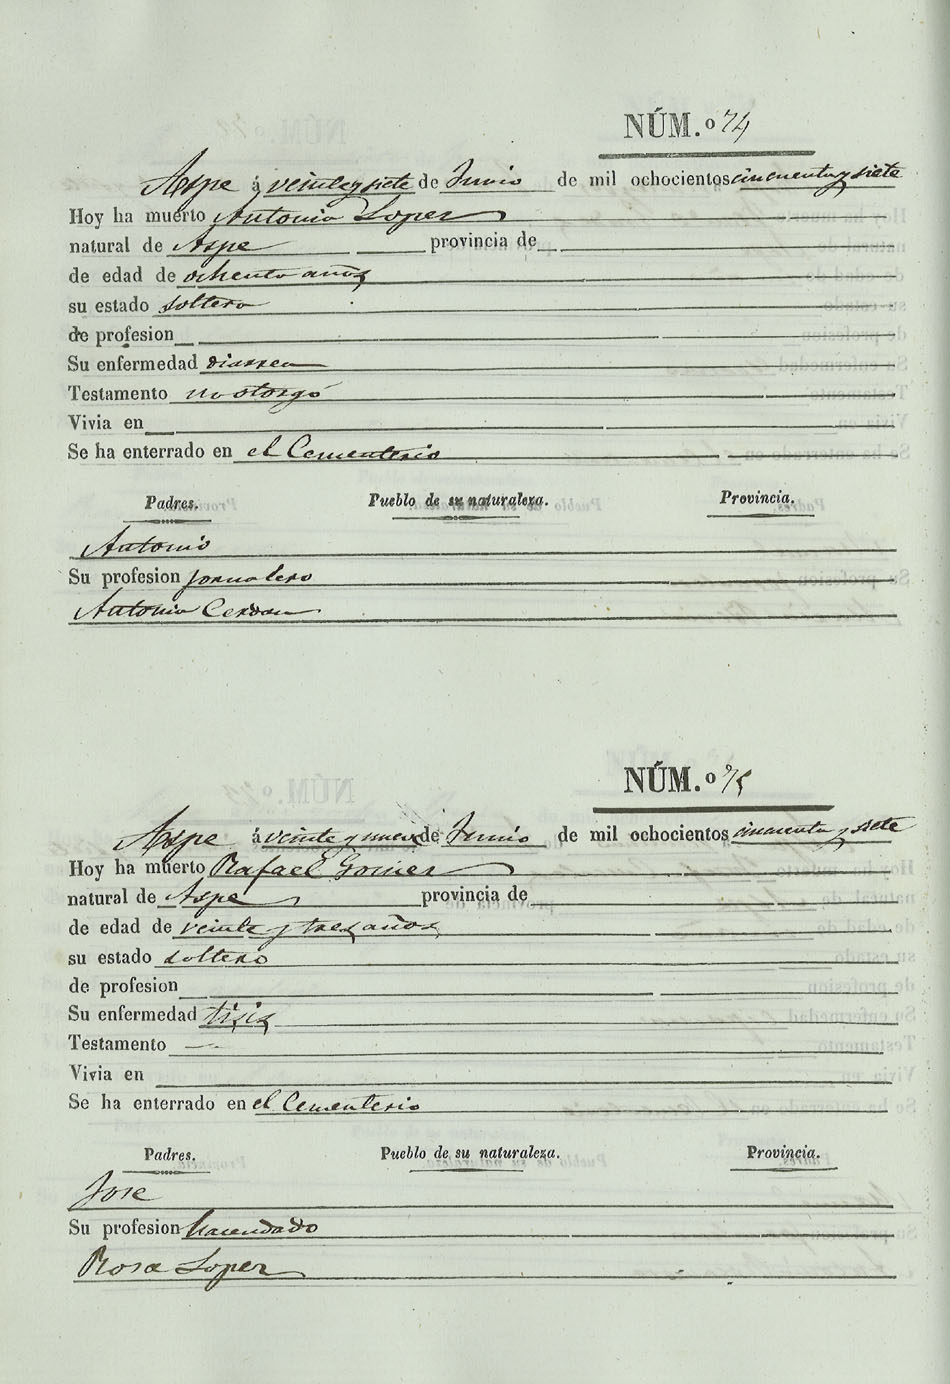 NÚM.º 74
Aspe á veinte y siete de Junio de mil ochocientos cincuenta y siete
Hoy ha muerto Antonia Lopez
natural de Aspe provincia de
de edad de ochenta años
su estado soltera
de profesion
Su enfermedad diarrea
Testamento no otorgó
Vivia en
Se ha enterrado en el Cementerio
Padres. Pueblo de su naturaleza. Provincia.
Antonio
Su profesion jornalero
Antonia Cerdan
NÚM.º 75
Aspe á veinte y nueve de Junio de mil ochocientos cincuenta y siete
Hoy ha muerto Rafael Gomez
natural de Aspe provincia de
de edad de veinte y tres años
su estado soltero
de profesion
Su enfermedad tisis
Testamento
Vivia en
Se ha enterrado en el Cementerio
Padres. Pueblo de su naturaleza. Provincia.
Jose
Su profesion hacendado
Rosa Lopez